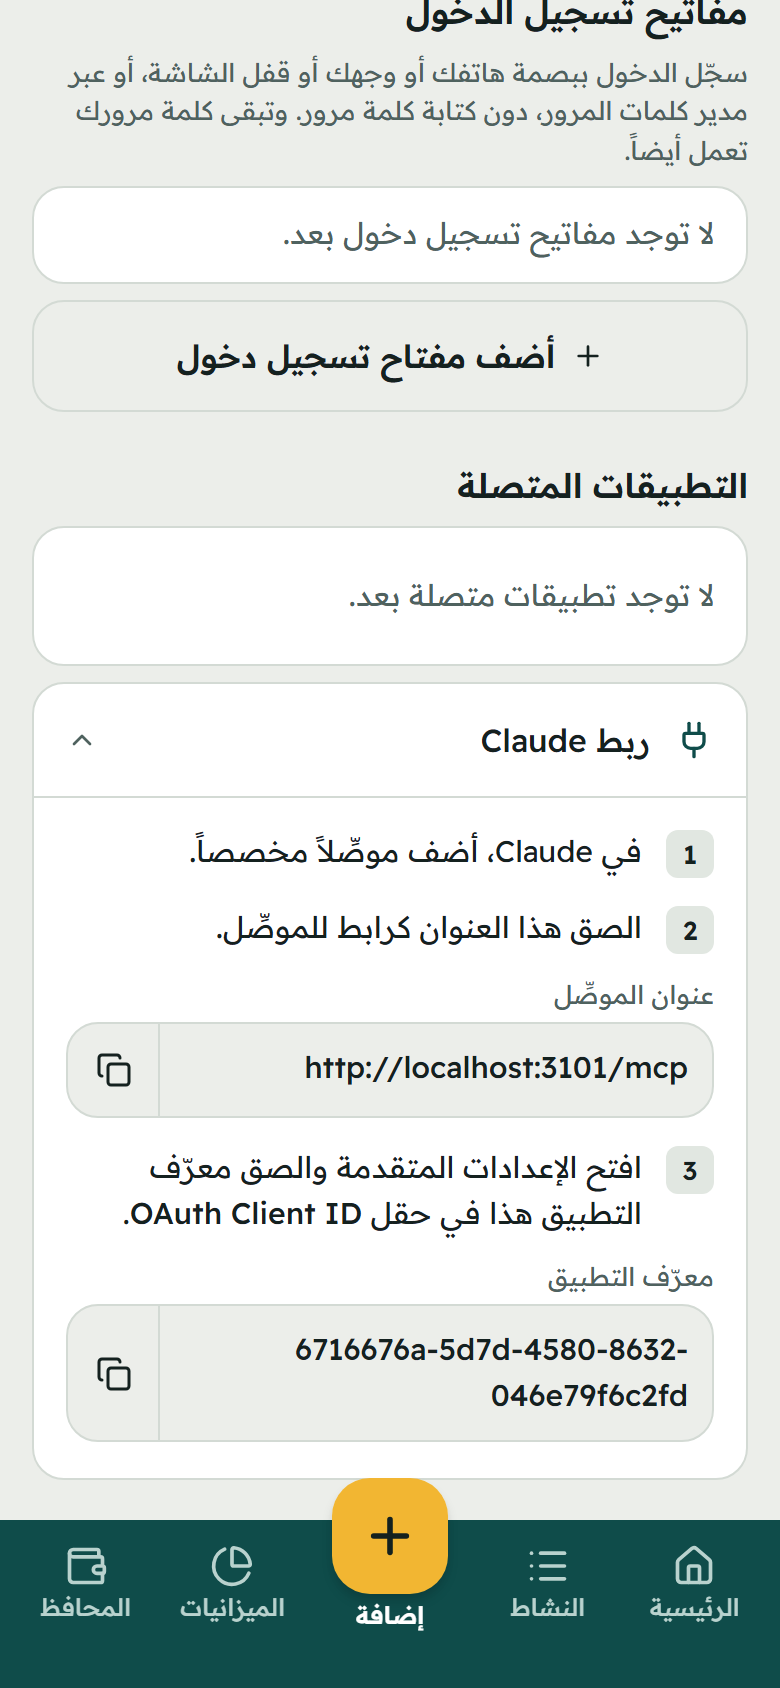 مفاتيح تسجيل الدخول
سجّل الدخول ببصمة هاتفك أو وجهك أو قفل الشاشة، أو عبر
مدير كلمات المرور، دون كتابة كلمة مرور. وتبقى كلمة مرورك
تعمل أيضاً.
لا توجد مفاتيح تسجيل دخول بعد.
أضف مفتاح تسجيل دخول
التطبيقات المتصلة
لا توجد تطبيقات متصلة بعد.
ربط Claude
1 في Claude، أضف موصِّلاً مخصصاً.
2 الصق هذا العنوان كرابط للموصِّل.
عنوان الموصِّل
http://localhost:3101/mcp
3 افتح الإعدادات المتقدمة والصق معرّف
التطبيق هذا في حقل OAuth Client ID.
معرّف التطبيق
6716676a-5d7d-4580-8632-
046e79f6c2fd
الرئيسية
النشاط
إضافة
الميزانيات
المحافظ